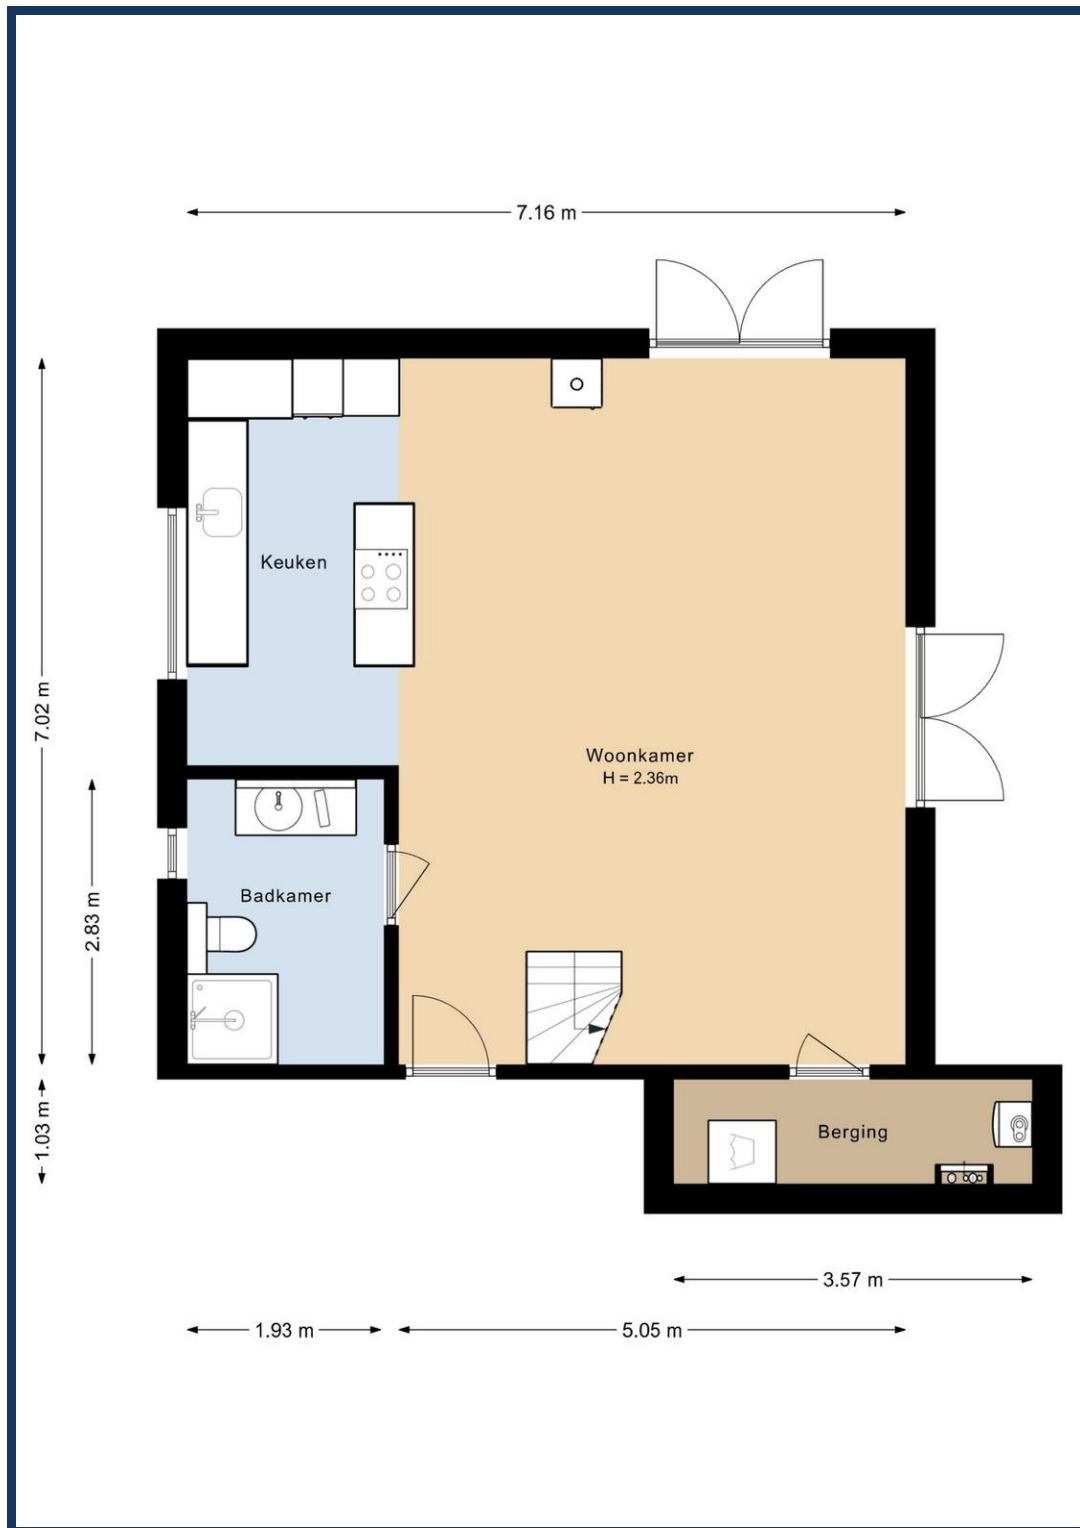 7.16 m
Keuken
7.02 m
Woonkamer
H = 2.36m
2.83 m
Badkamer
1.03 m
Berging
3.57 m
1.93 m
5.05 m